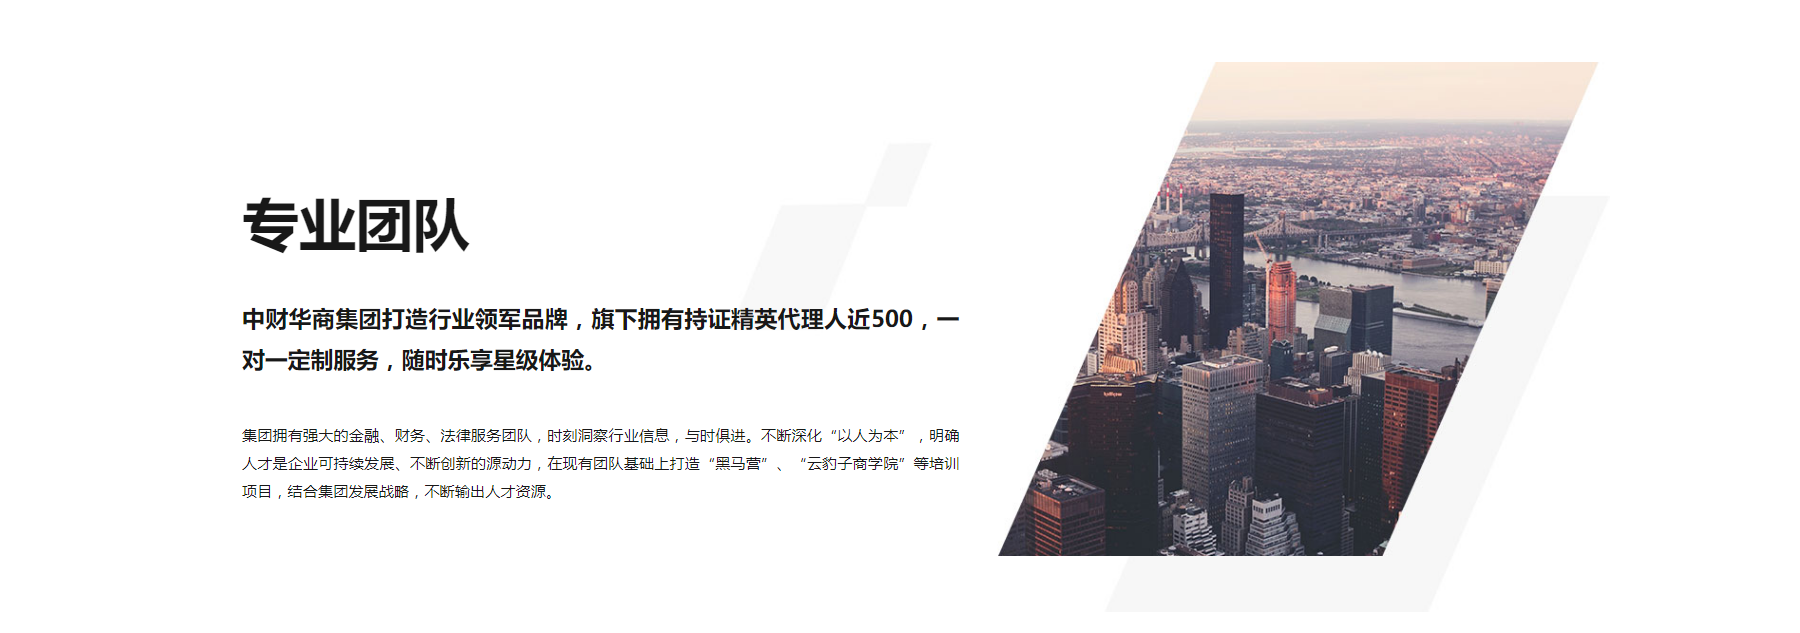 专业团队
中财华商集团打造行业领军品牌，旗下拥有持证精英代理人近500，一
对一定制服务，随时乐享星级体验。
集团拥有强大的金融、财务、法律服务团队，时刻洞察行业信息，与时俱进。不断深化“以人为本”，明确
人才是企业可持续发展、不断创新的源动力，在现有团队基础上打造“黑马营”、“云豹子商学院”等培训
项目，结合集团发展战略，不断输出人才资源。